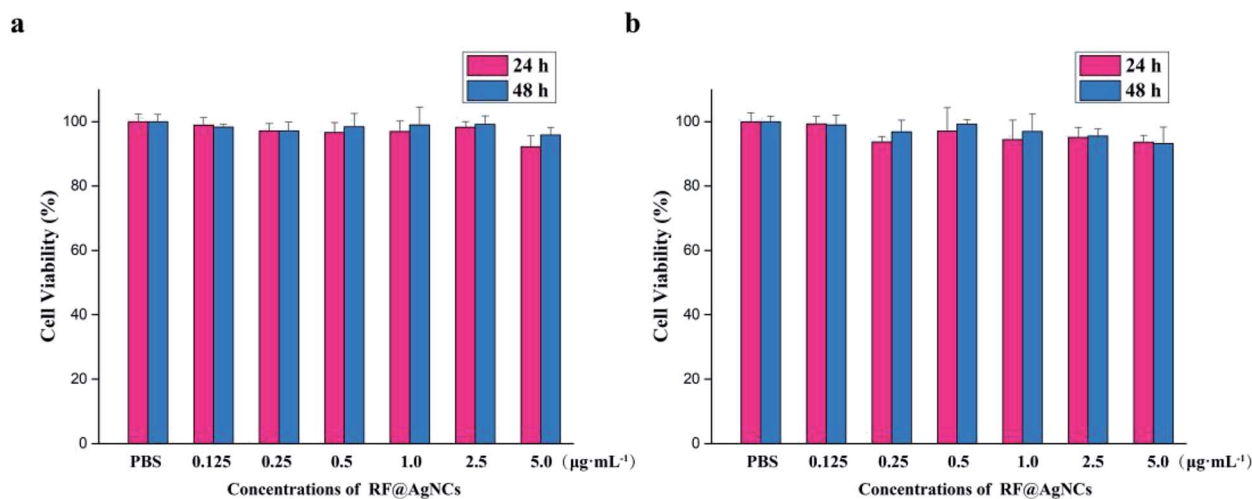 a
24 h
48 h
100
80
60
40
20
0
Cell Viability (%)
PBS 0.125 0.25 0.5 1.0 2.5 5.0 (μg·mL⁻¹)
Concentrations of RF@AgNCs
b
24 h
48 h
100
80
60
40
20
0
Cell Viability (%)
PBS 0.125 0.25 0.5 1.0 2.5 5.0 (μg·mL⁻¹)
Concentrations of RF@AgNCs